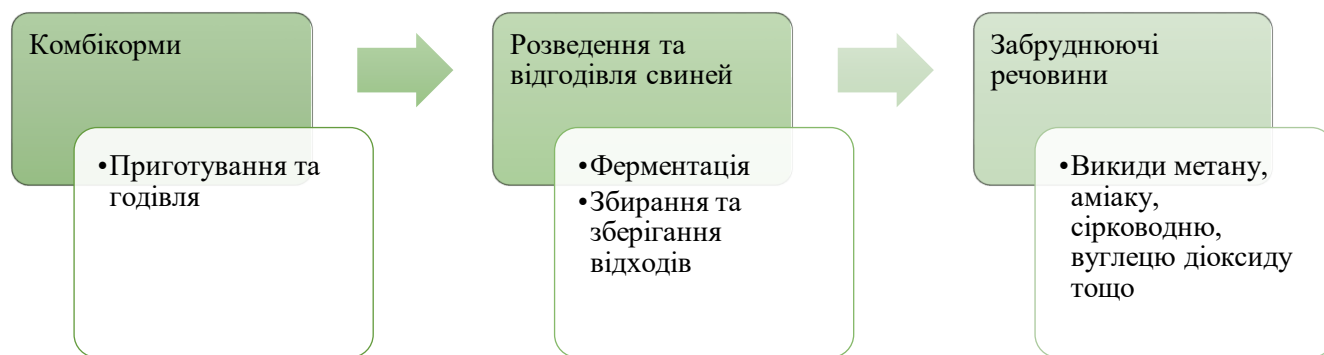 Комбікорми
•Приготування та
годівля
Розведення та
відгодівля свиней
•Ферментація
•Збирання та
зберігання
відходів
Забруднюючі
речовини
•Викиди метану,
аміаку,
сірководню,
вуглецю діоксиду
тощо